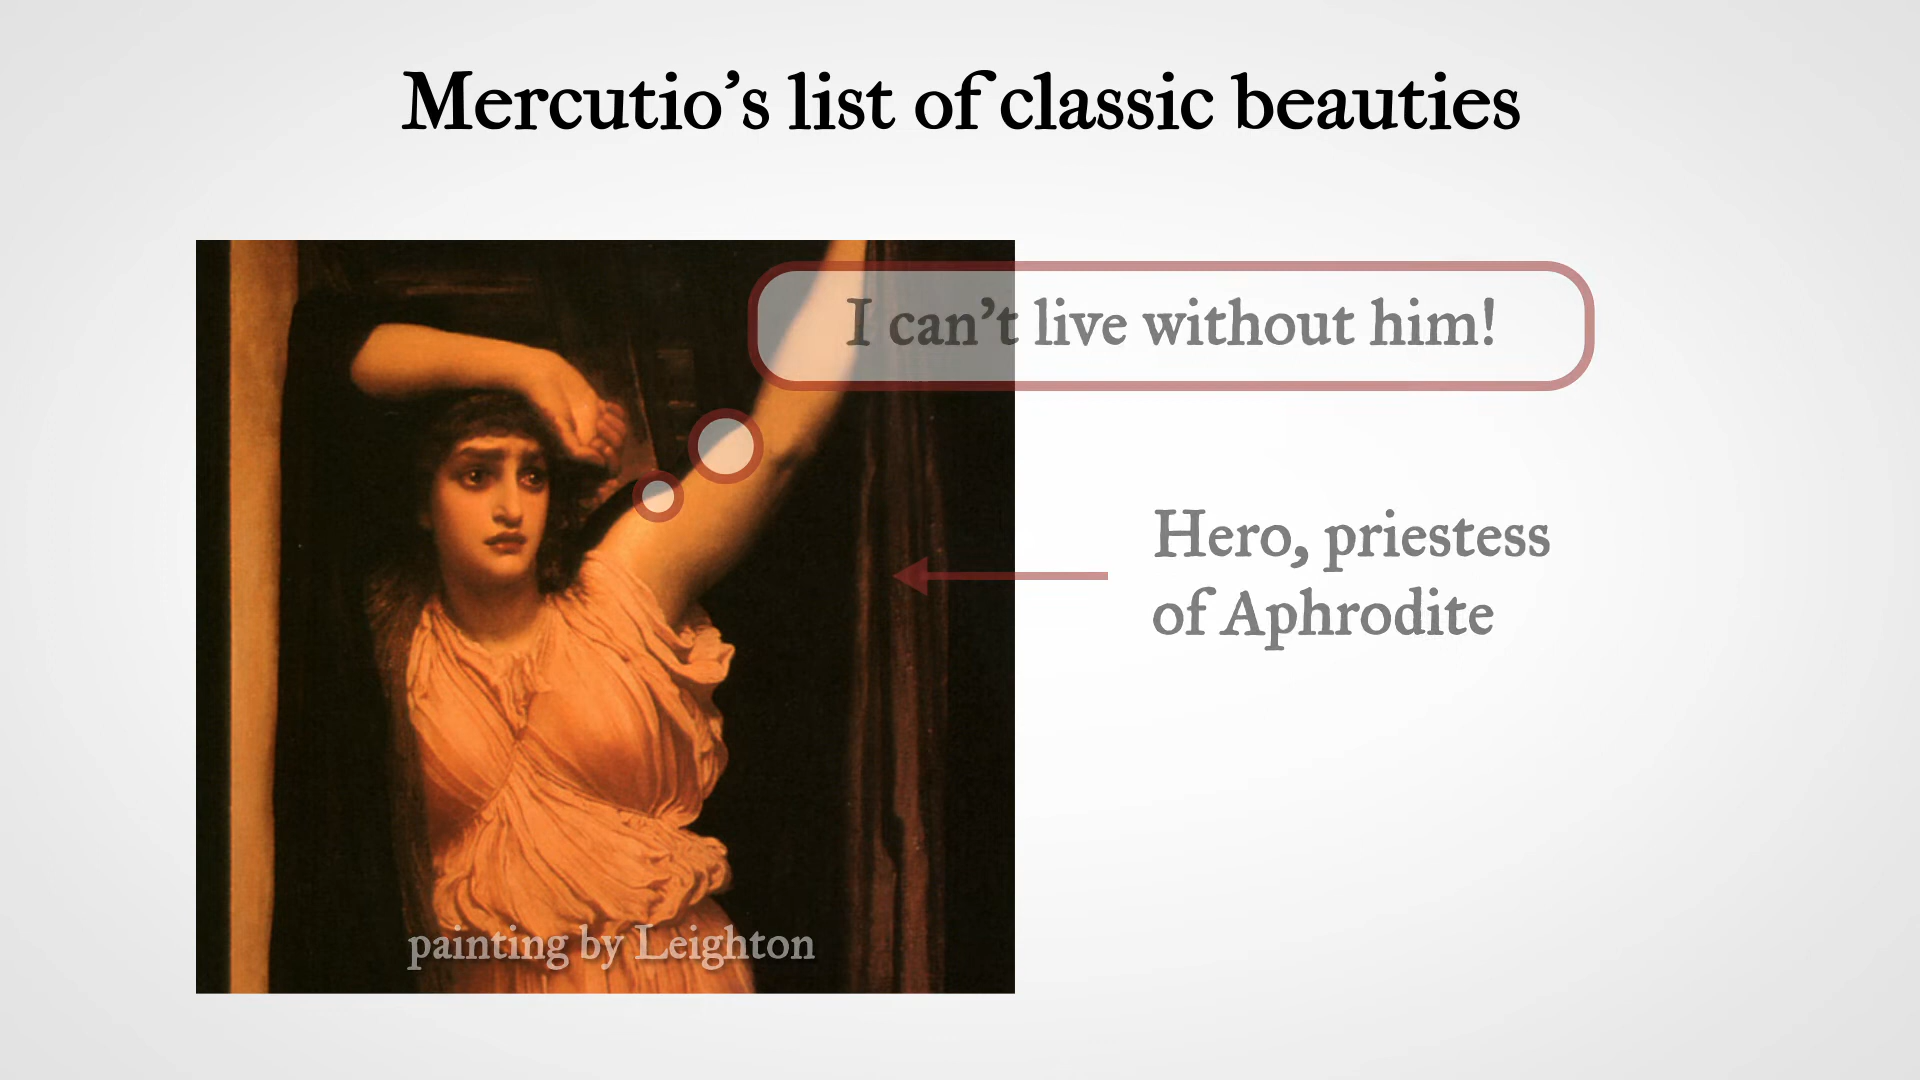 Mercutio’s list of classic beauties
I can’t live without him!
Hero, priestess
of Aphrodite
painting by Leighton